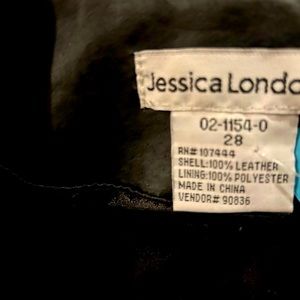 Jessica Londo
02-1154-0
28
RN# 107444
SHELL: 100% LEATHER
LINING: 100% POLYESTER
MADE IN CHINA
VENDOR# 90836